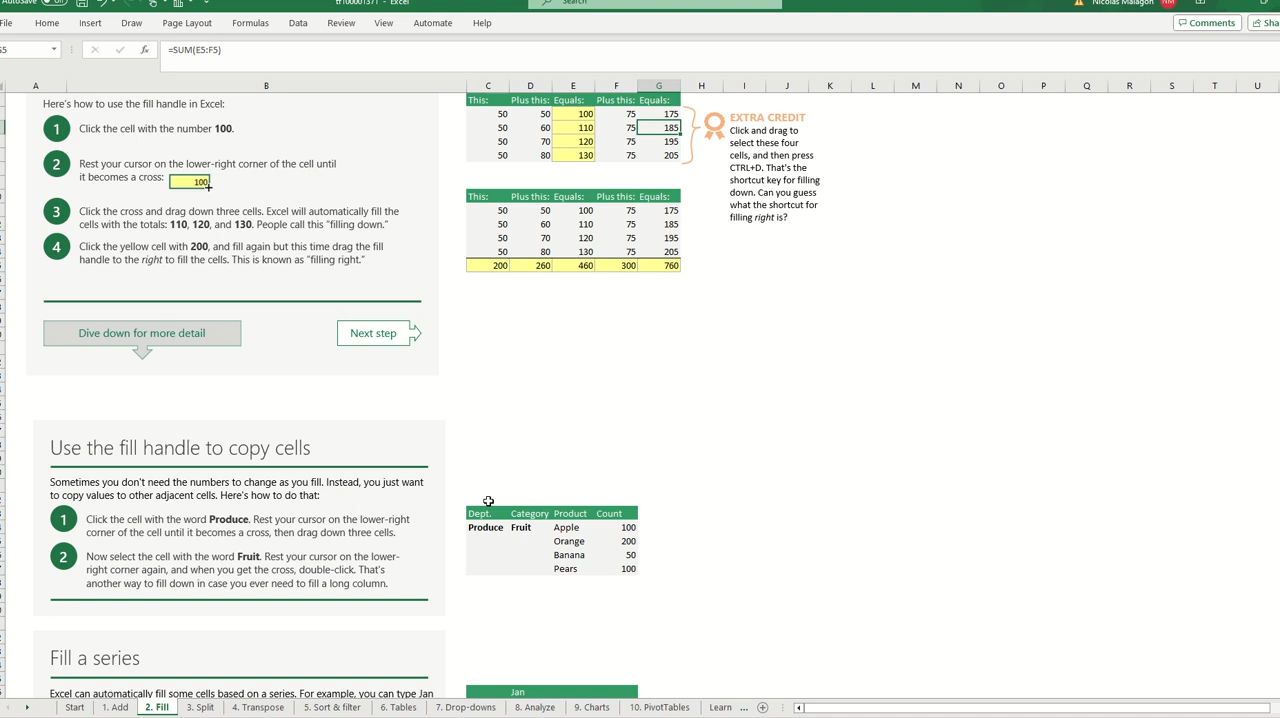 AutoSave
tf100001371 - Excel
Search
Nicolas Malagon
NM
File Home Insert Draw Page Layout Formulas Data Review View Automate Help
Comments
fx =SUM(E5:F5)
A B C D E F G H I J K L M N O P Q R S T U
Here's how to use the fill handle in Excel:
1 Click the cell with the number 100.
2 Rest your cursor on the lower-right corner of the cell until
it becomes a cross: 100
3 Click the cross and drag down three cells. Excel will automatically fill the
cells with the totals: 110, 120, and 130. People call this "filling down."
4 Click the yellow cell with 200, and fill again but this time drag the fill
handle to the right to fill the cells. This is known as "filling right."
Dive down for more detail
Next step
This: Plus this: Equals: Plus this: Equals:
50 50 100 75 175
50 60 110 75 185
50 70 120 75 195
50 80 130 75 205
EXTRA CREDIT
Click and drag to
select these four
cells, and then press
CTRL+D. That's the
shortcut key for filling
down. Can you guess
what the shortcut for
filling right is?
This: Plus this: Equals: Plus this: Equals:
50 50 100 75 175
50 60 110 75 185
50 70 120 75 195
50 80 130 75 205
200 260 460 300 760
Use the fill handle to copy cells
Sometimes you don't need the numbers to change as you fill. Instead, you just want
to copy values to other adjacent cells. Here's how to do that:
1 Click the cell with the word Produce. Rest your cursor on the lower-right
corner of the cell until it becomes a cross, then drag down three cells.
2 Now select the cell with the word Fruit. Rest your cursor on the lower-
right corner again, and when you get the cross, double-click. That's
another way to fill down in case you ever need to fill a long column.
Dept. Category Product Count
Produce Fruit Apple 100
Orange 200
Banana 50
Pears 100
Fill a series
Excel can automatically fill some cells based on a series. For example, you can type Jan
Jan
Start 1. Add 2. Fill 3. Split 4. Transpose 5. Sort & filter 6. Tables 7. Drop-downs 8. Analyze 9. Charts 10. PivotTables Learn ...